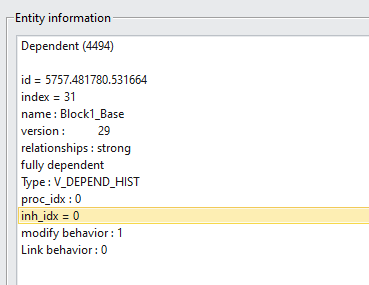 Entity information
Dependent (4494)
id = 5757.481780.531664
index = 31
name : Block1_Base
version : 29
relationships : strong
fully dependent
Type : V_DEPEND_HIST
proc_idx : 0
inh_idx = 0
modify behavior : 1
Link behavior : 0